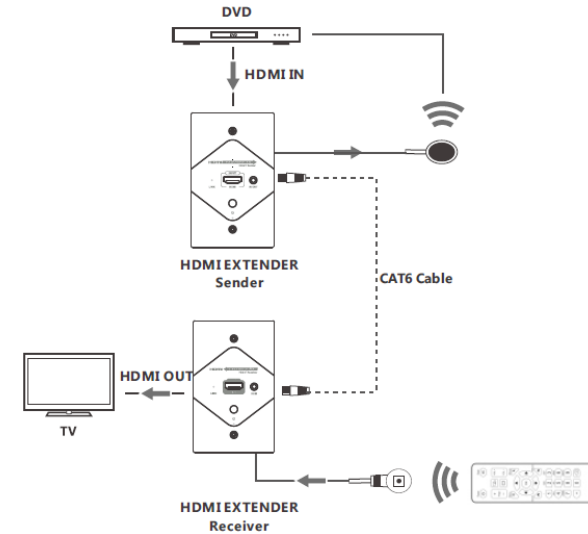 DVD
HDMI IN
HDMI EXTENDER
Sender
CAT6 Cable
HDMI OUT
TV
HDMI EXTENDER
Receiver